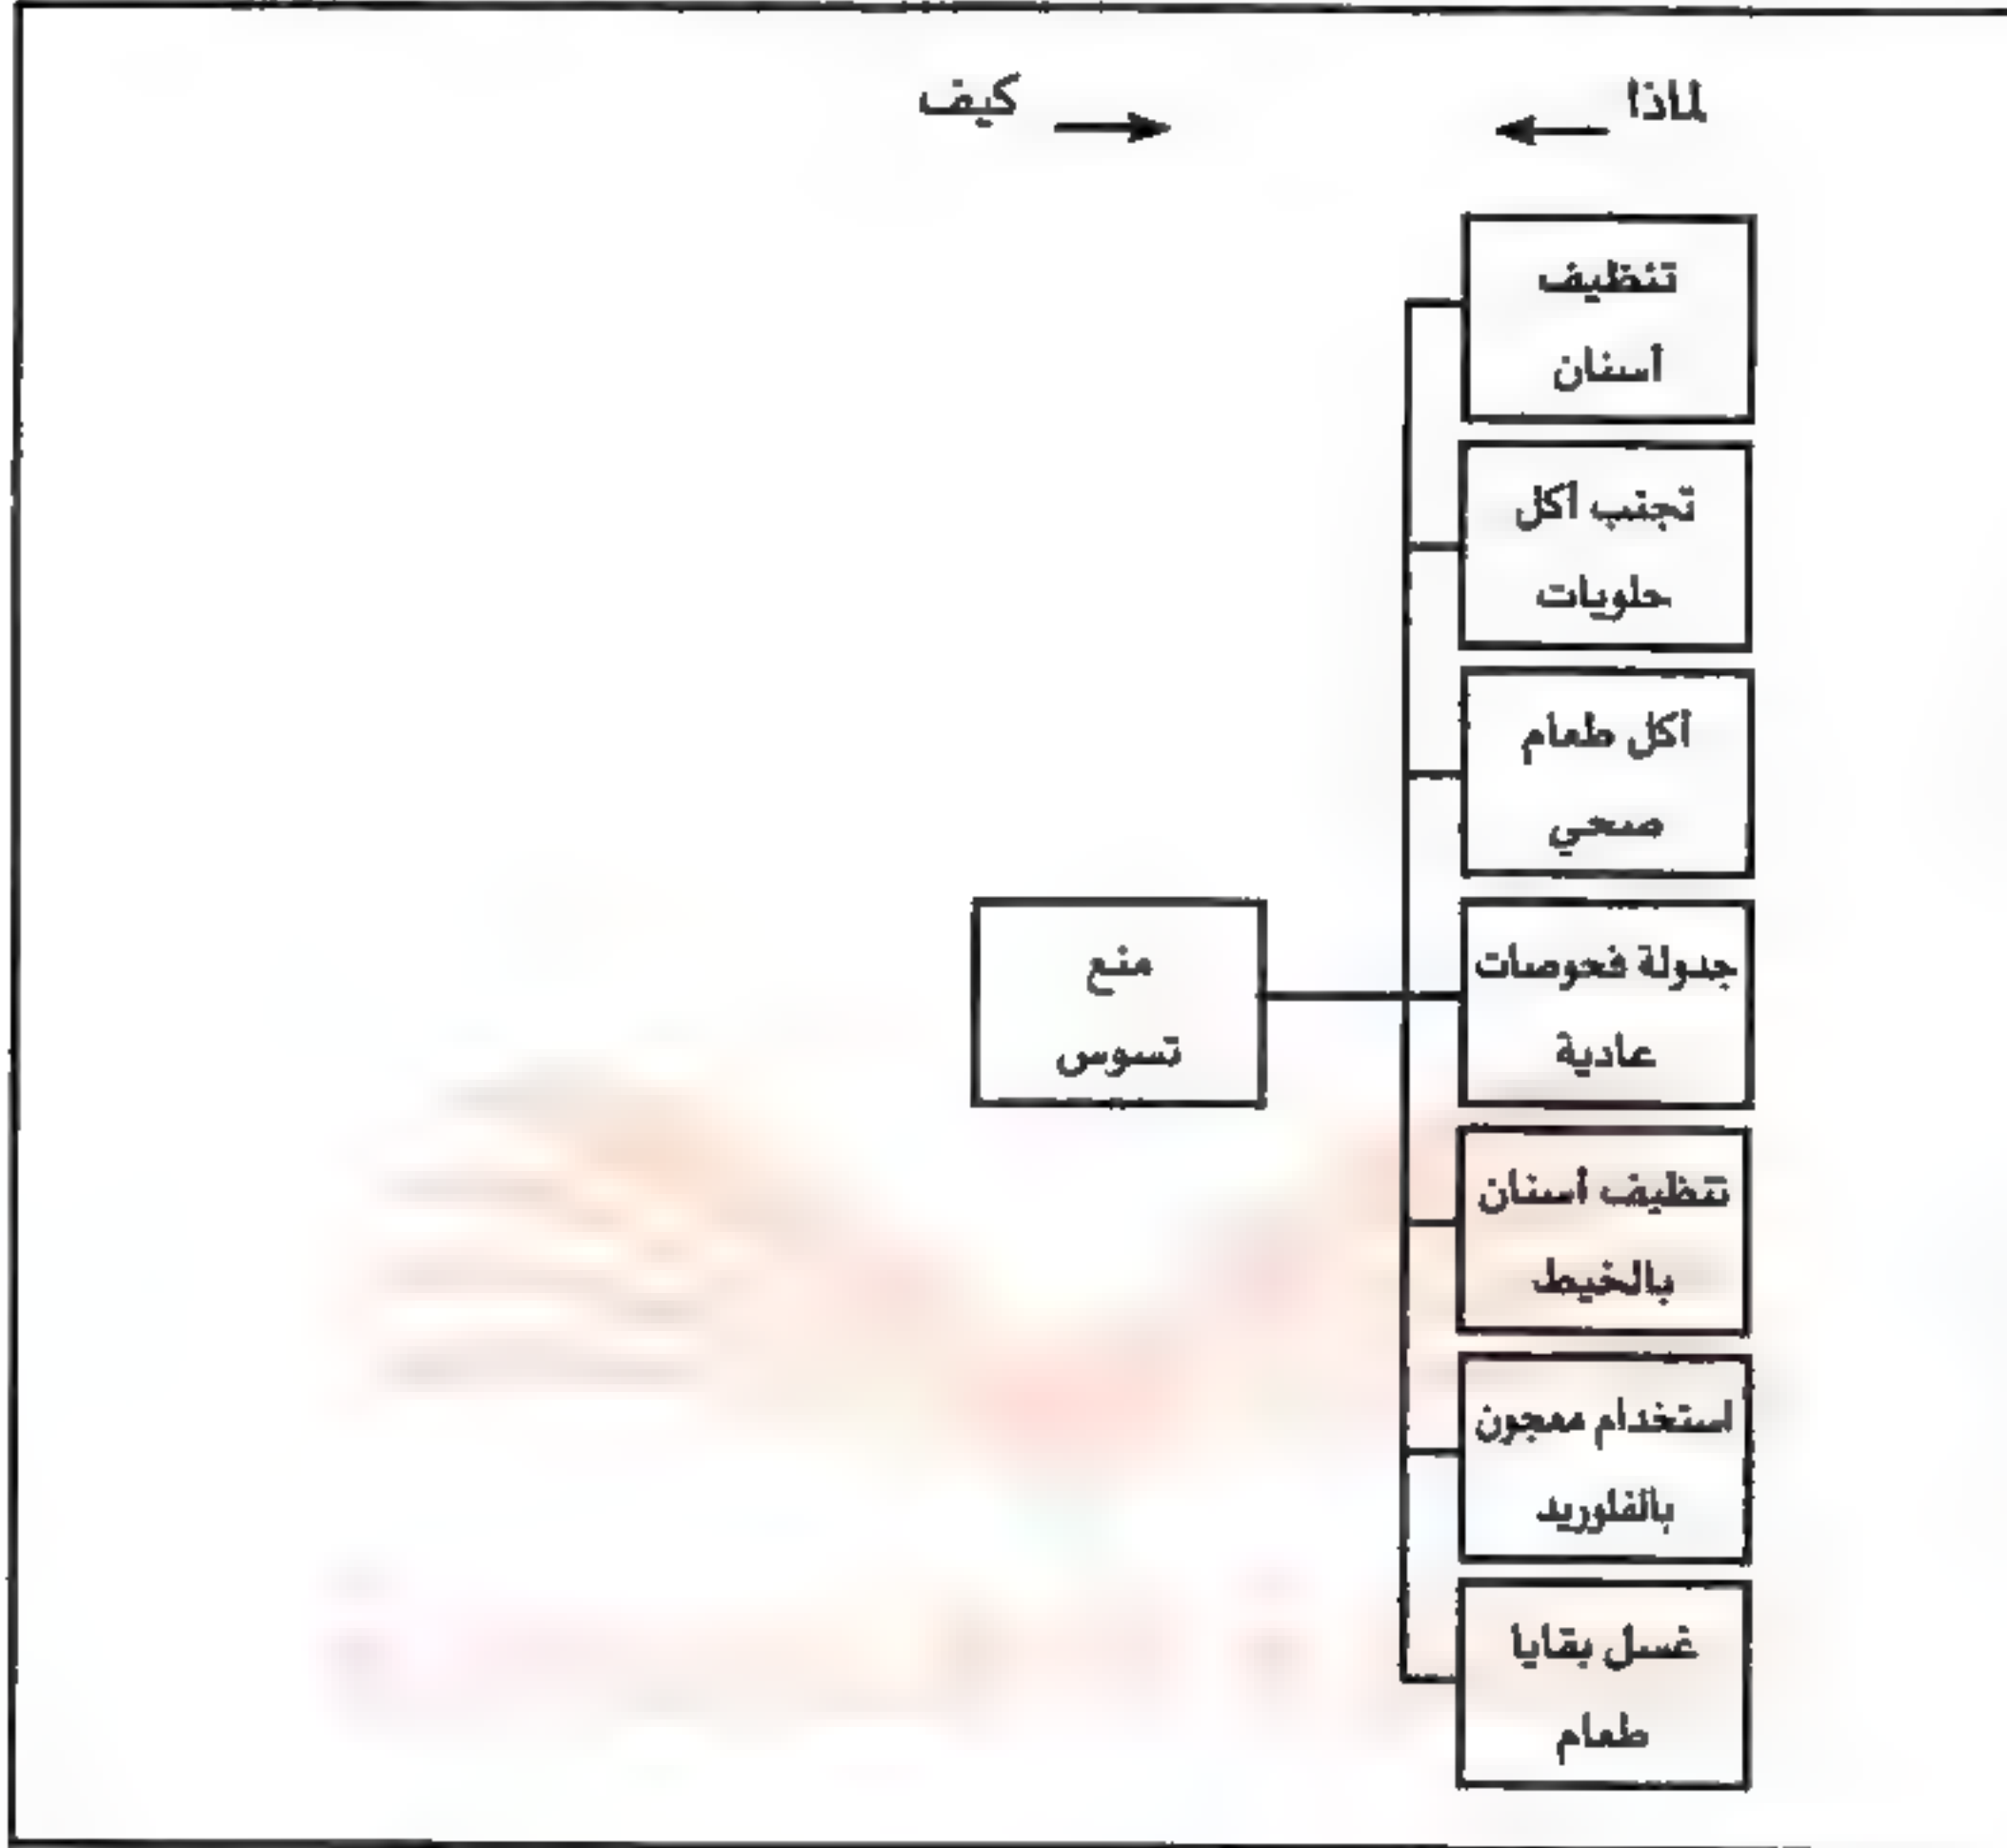 لماذا
كيف
تنظيف
أسنان
تجنب أكل
حلويات
أكل طعام
صحي
جدولة فحوصات
عادية
منع
تسوس
تنظيف أسنان
بالخيط
استخدام معجون
بالفلوريد
غسل بقايا
طعام